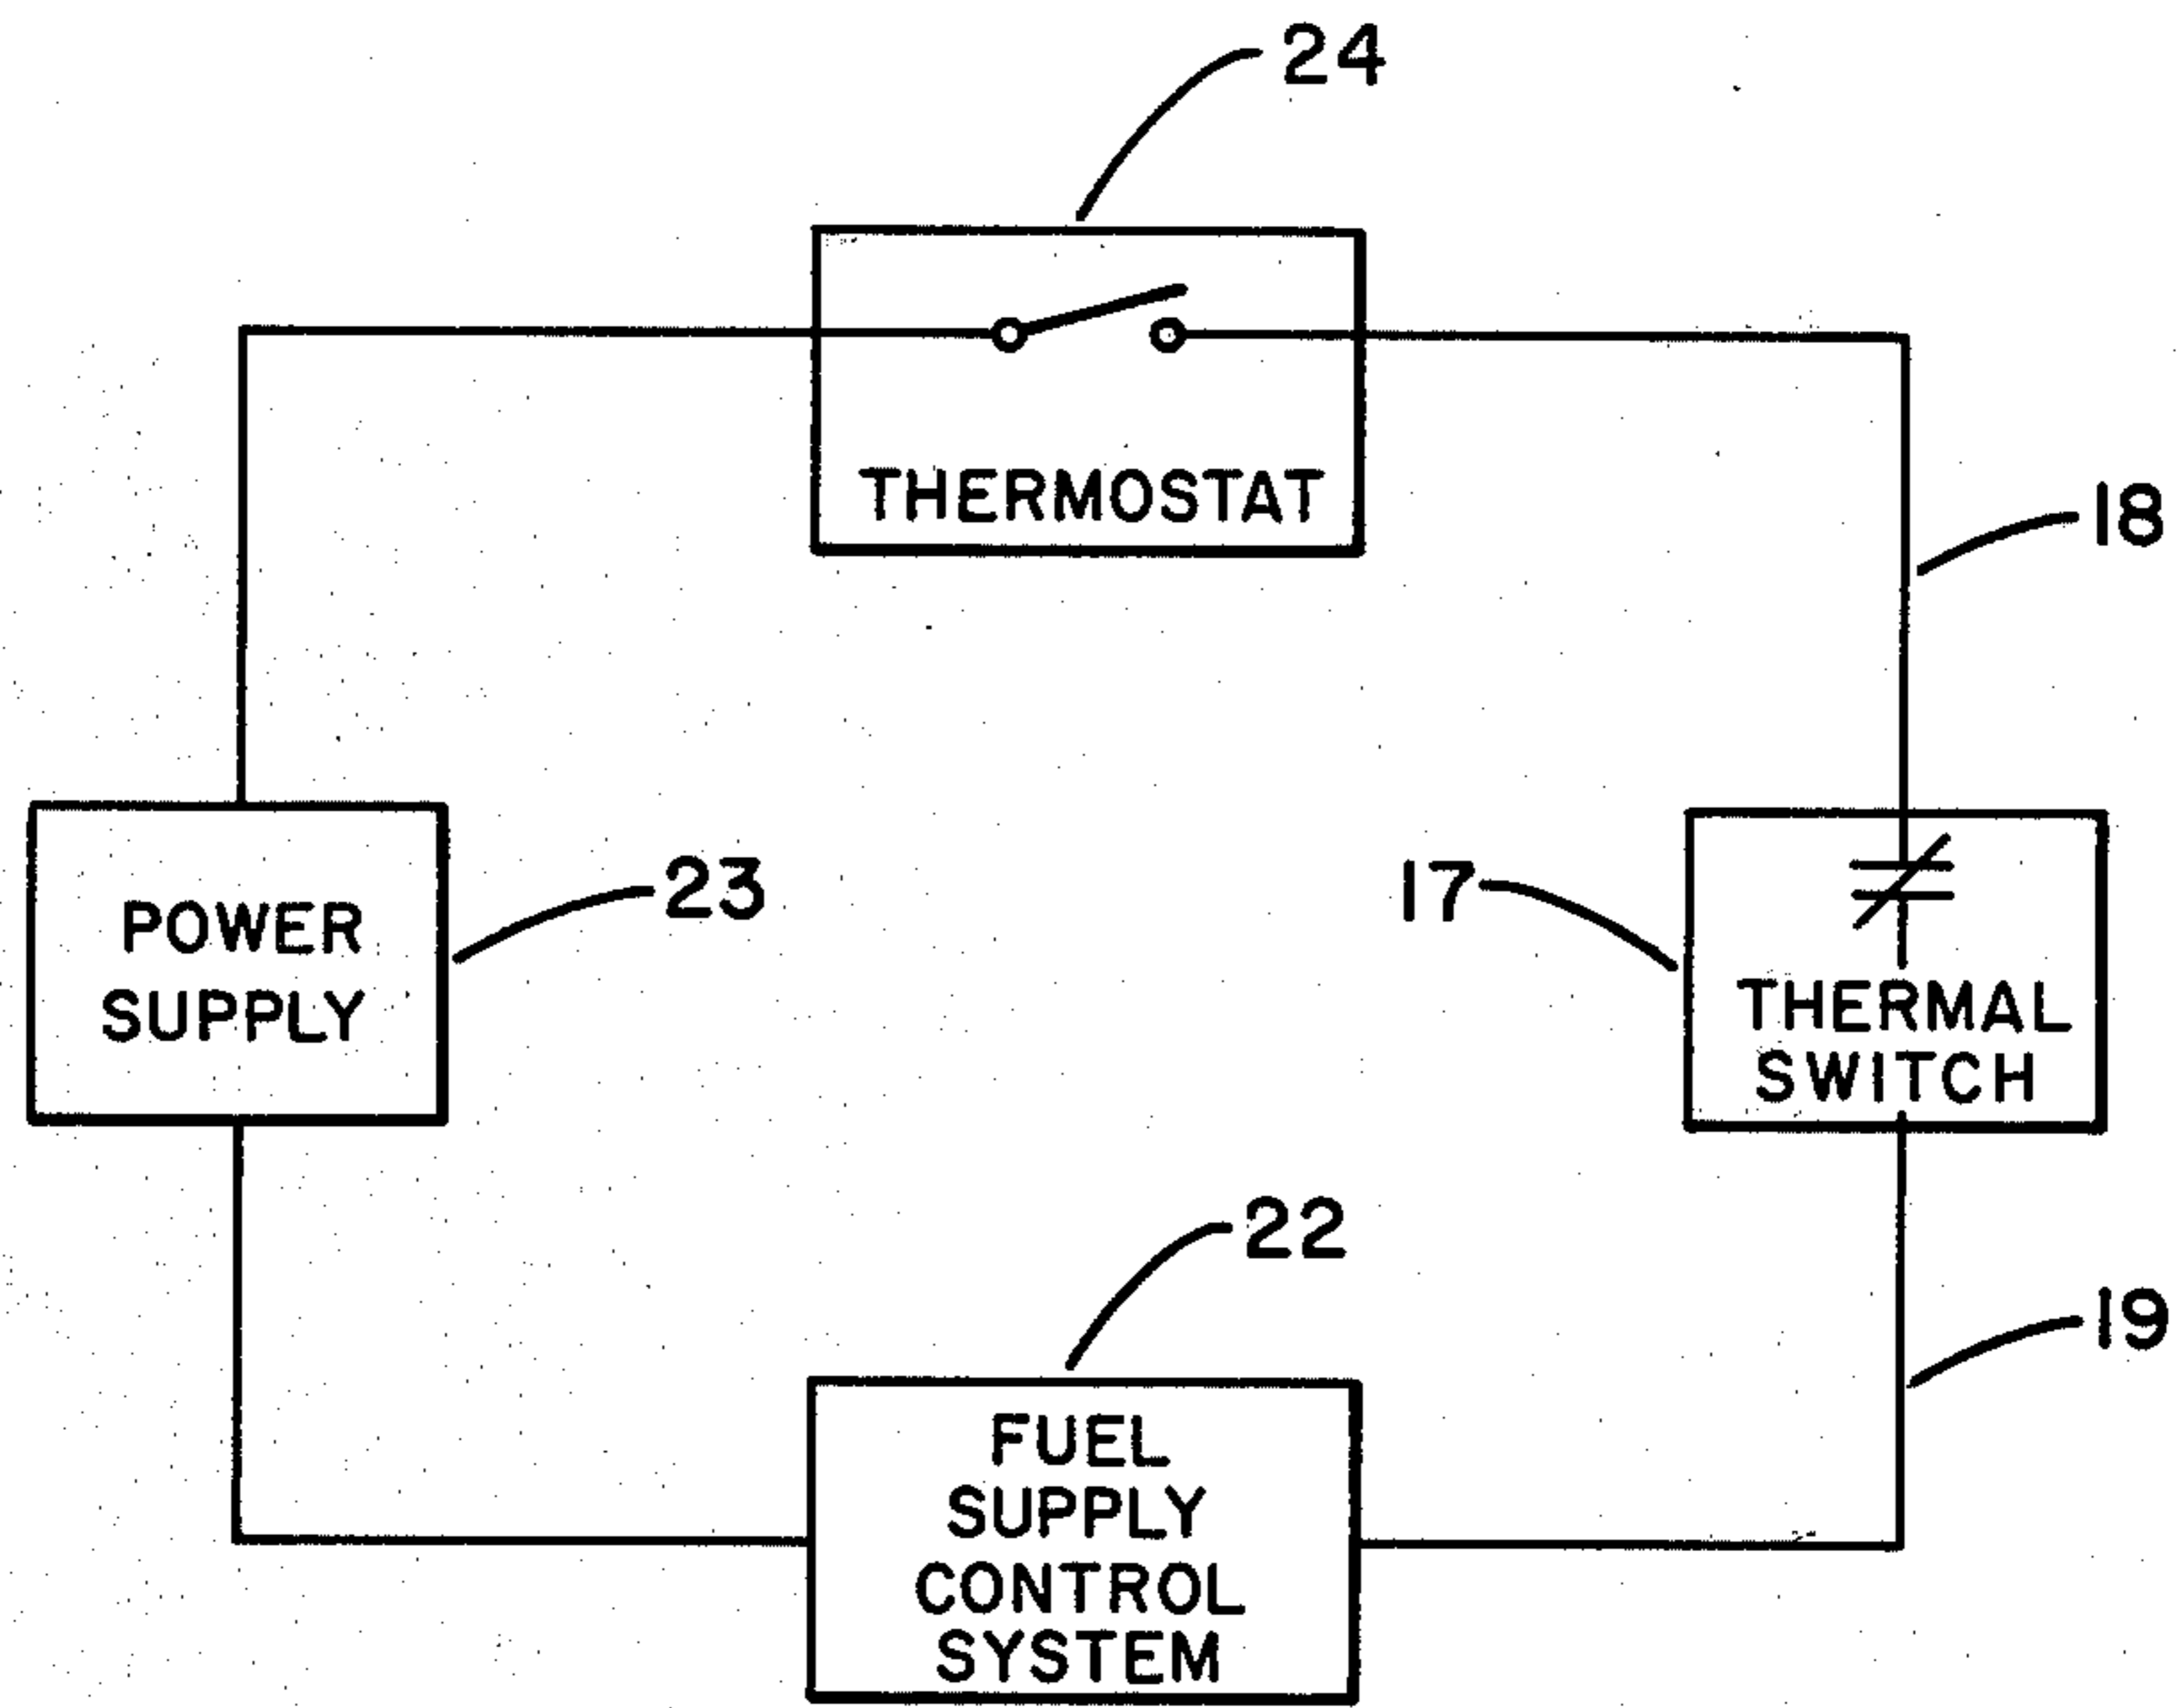 24
THERMOSTAT
18
POWER
SUPPLY
23
17
THERMAL
SWITCH
22
19
FUEL
SUPPLY
CONTROL
SYSTEM